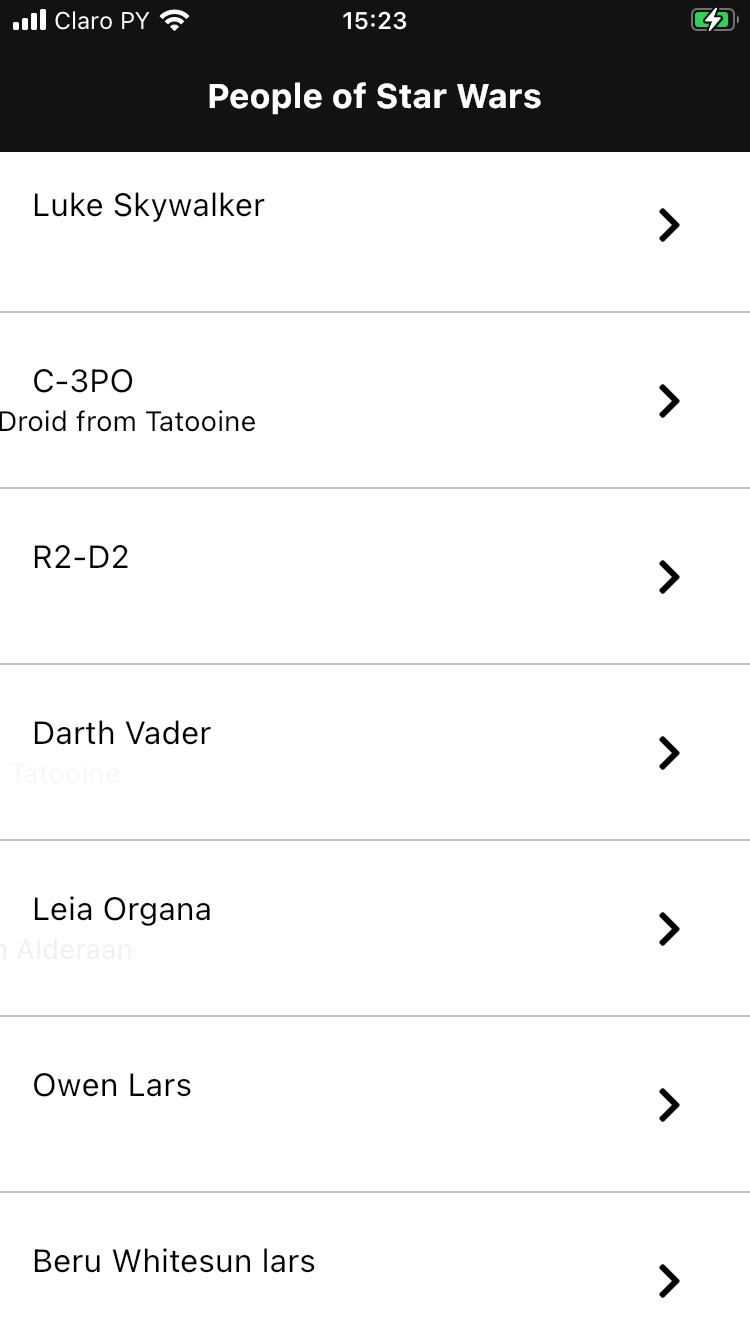 Claro PY
15:23
People of Star Wars
Luke Skywalker
C-3PO
Droid from Tatooine
R2-D2
Darth Vader
Tatooine
Leia Organa
Alderaan
Owen Lars
Beru Whitesun lars